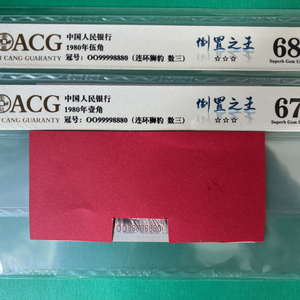 ACG
CANG GUARANTY
中国人民银行
1980年伍角
冠号：OO99998880（连环狮豹 数三）
倒置之王
☆☆☆
68
Superb Gem U
ACG
CANG GUARANTY
中国人民银行
1980年壹角
冠号：OO99998880（连环狮豹 数三）
倒置之王
☆☆☆
67
Superb Gem U
OO99998880